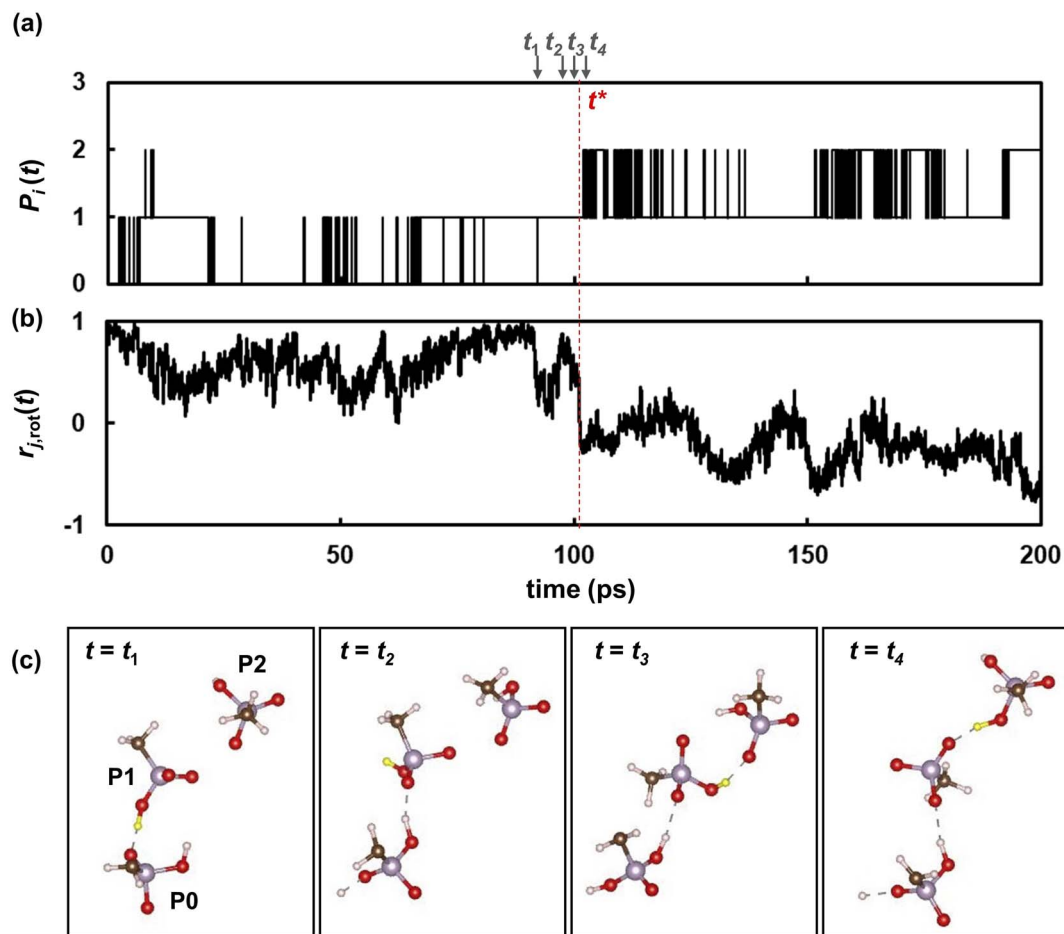 (a)
t1 t2 t3 t4
t*
3
2
1
0
Pi(t)
(b)
1
0
-1
rj,rot(t)
0 50 100 150 200
time (ps)
(c)
t = t1
P2
P1
P0
t = t2
t = t3
t = t4